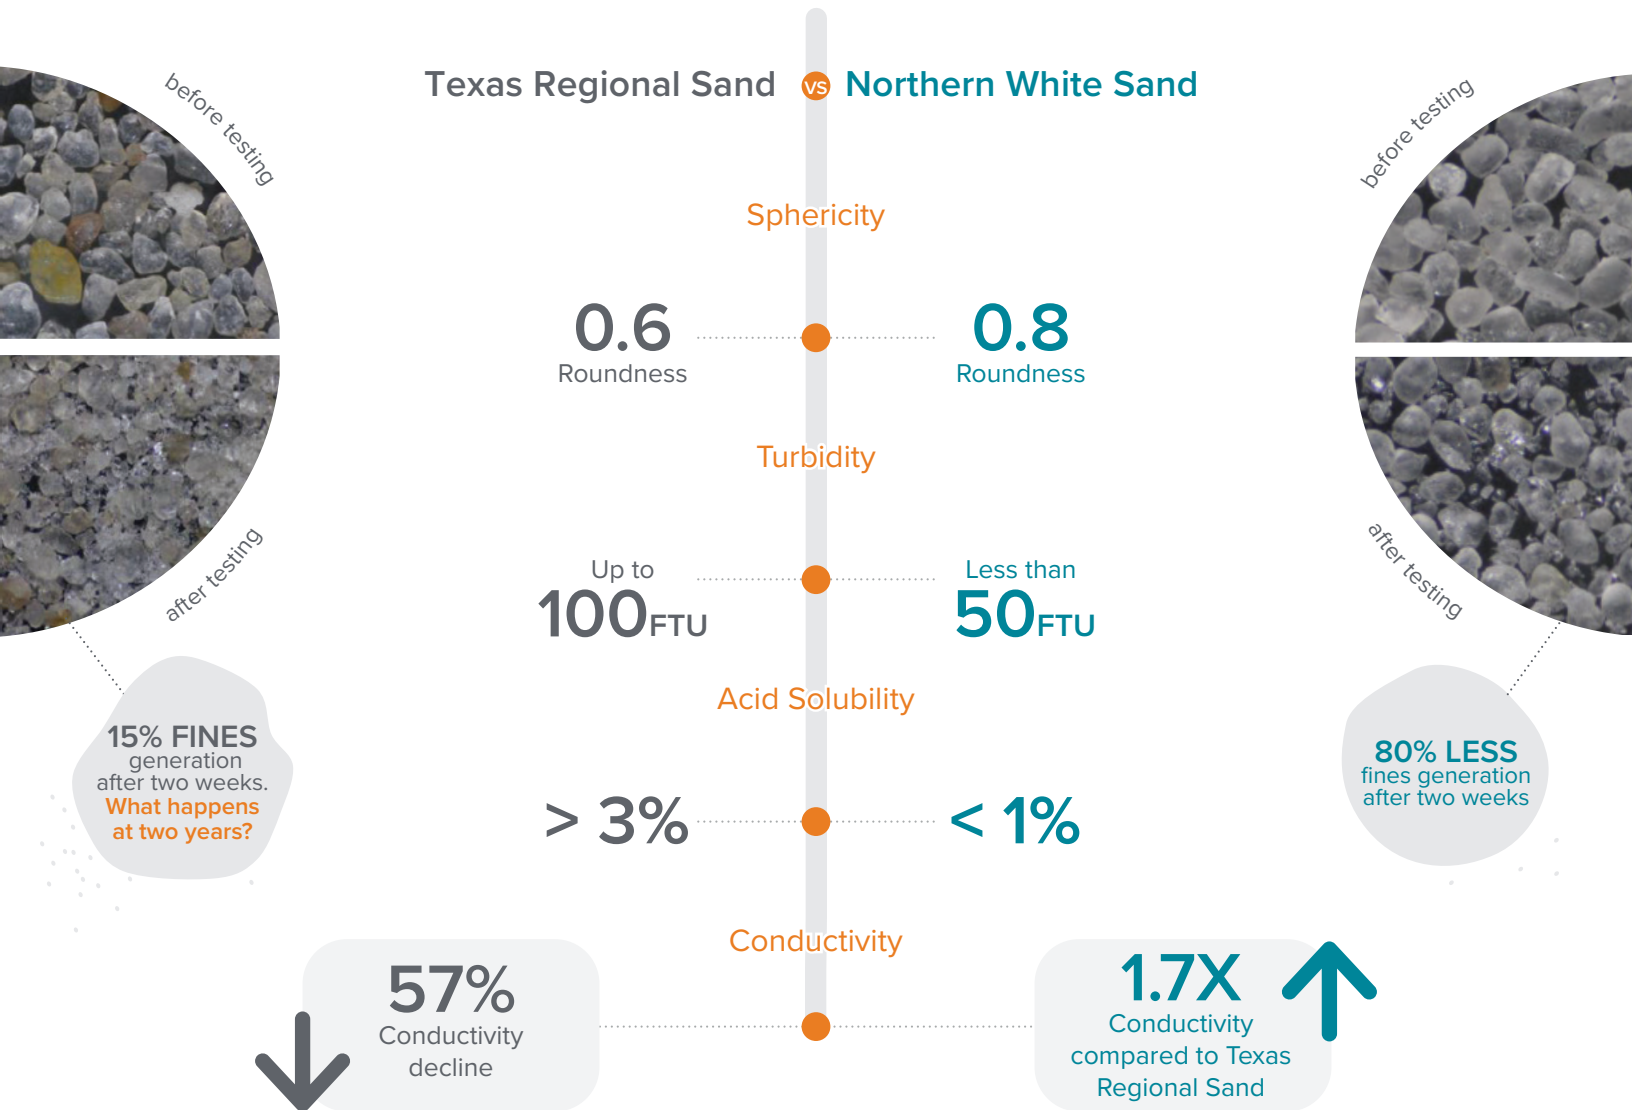 Texas Regional Sand vs Northern White Sand
before testing
before testing
Sphericity
0.6
Roundness
0.8
Roundness
Turbidity
Up to
100FTU
Less than
50FTU
after testing
after testing
Acid Solubility
> 3%
< 1%
15% FINES
generation
after two weeks.
What happens
at two years?
80% LESS
fines generation
after two weeks
Conductivity
57%
Conductivity
decline
1.7X
Conductivity
compared to Texas
Regional Sand